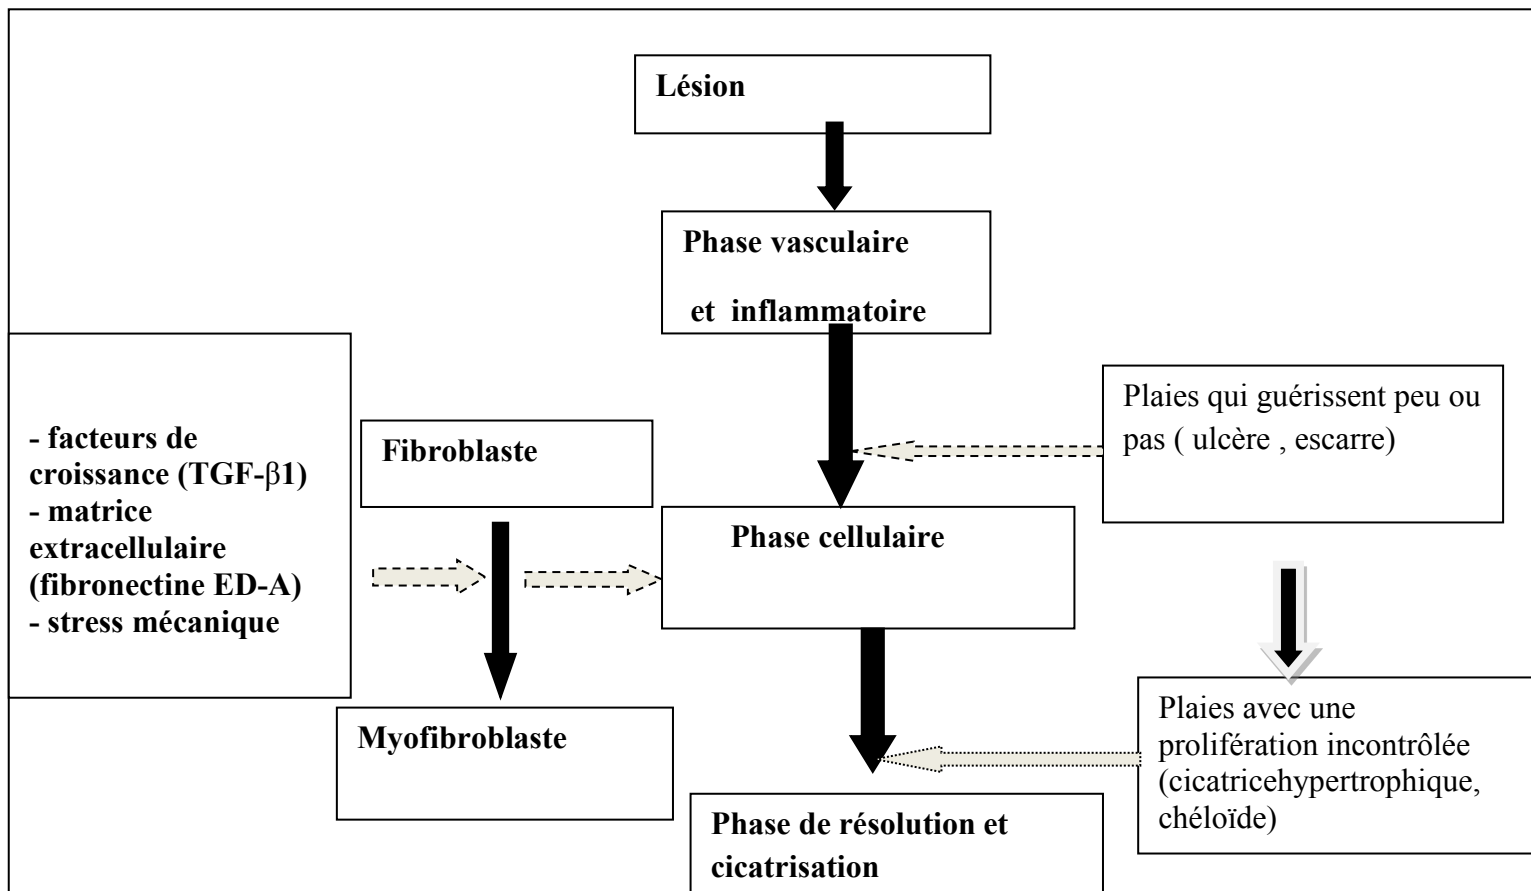 Lésion
Phase vasculaire
et inflammatoire
- facteurs de
croissance (TGF-β1)
- matrice
extracellulaire
(fibronectine ED-A)
- stress mécanique
Fibroblaste
Plaies qui guérissent peu ou
pas ( ulcère , escarre)
Phase cellulaire
Myofibroblaste
Plaies avec une
prolifération incontrôlée
(cicatricehypertrophique,
chéloïde)
Phase de résolution et
cicatrisation